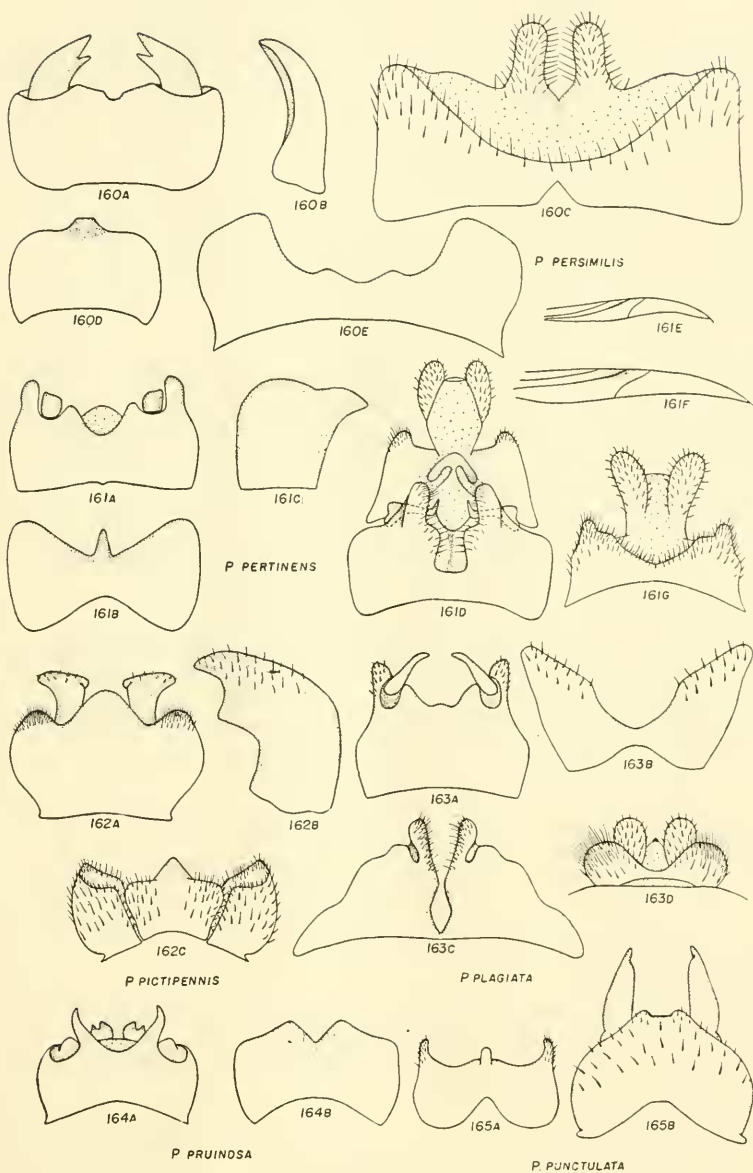 160A
160B
160C
160D
160E
P PERSIMILIS
161E
161F
161A
161C
161B
P PERTINENS
161D
161G
162A
162B
163A
163B
162C
163C
163D
P PICTIPENNIS
P PLAGIATA
164A
164B
165A
165B
P PRUINOSA
P. PUNCTULATA